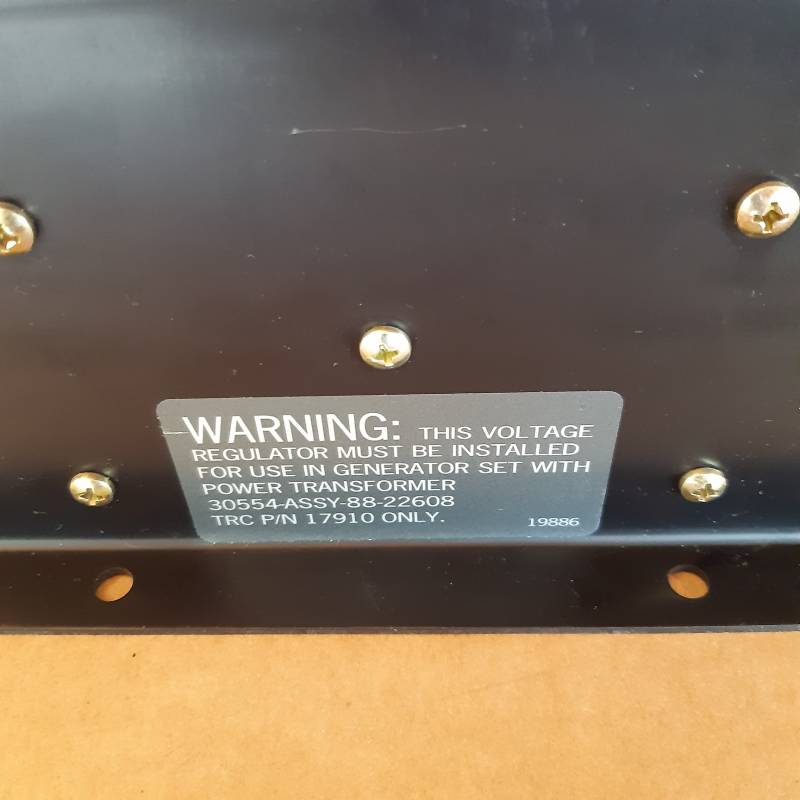 WARNING: THIS VOLTAGE
REGULATOR MUST BE INSTALLED
FOR USE IN GENERATOR SET WITH
POWER TRANSFORMER
30554-ASSY-88-22608
TRC P/N 17910 ONLY. 19886